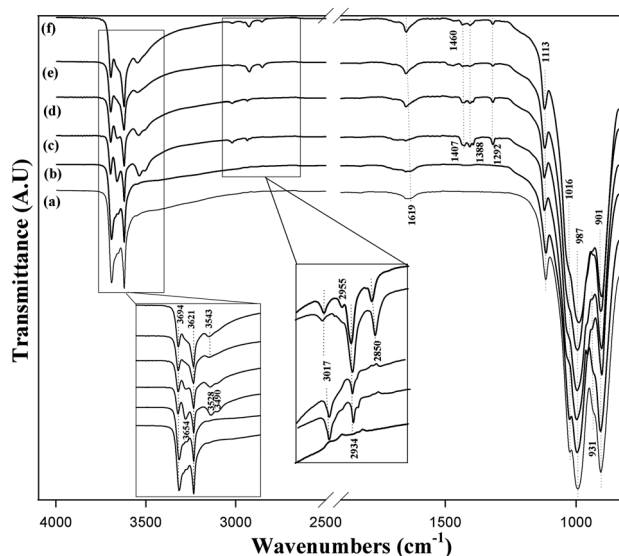 (f)
(e)
(d)
(c)
(b)
(a)
1460
1113
1407
1388
1292
1619
1016
987
901
931
3694
3621
3543
3528
3490
3654
2955
2850
3017
2934
4000 3500 3000 2500 1500 1000
Transmittance (A.U)
Wavenumbers (cm⁻¹)